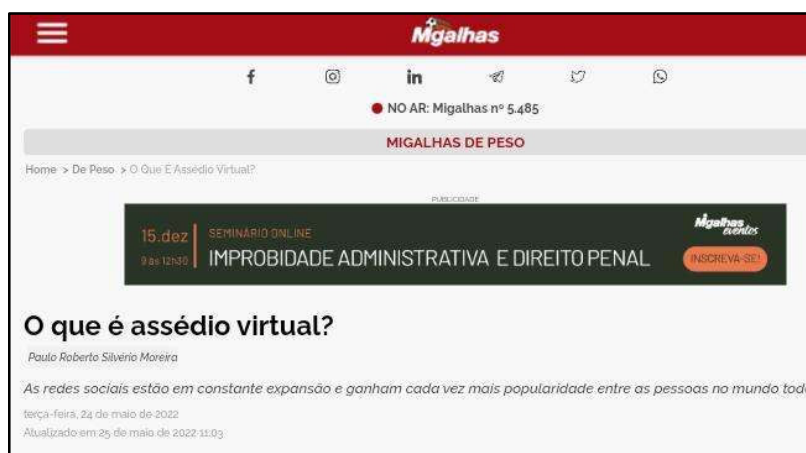 Migalhas
NO AR: Migalhas nº 5.485
MIGALHAS DE PESO
Home > De Peso > O Que É Assédio Virtual?
PUBLICIDADE
15.dez
9 às 12h30
SEMINÁRIO ONLINE
IMPROBIDADE ADMINISTRATIVA E DIREITO PENAL
Migalhas
eventos
INSCREVA-SE!
O que é assédio virtual?
Paulo Roberto Silvério Moreira
As redes sociais estão em constante expansão e ganham cada vez mais popularidade entre as pessoas no mundo tod
terça-feira, 24 de maio de 2022
Atualizado em 25 de maio de 2022 11:03